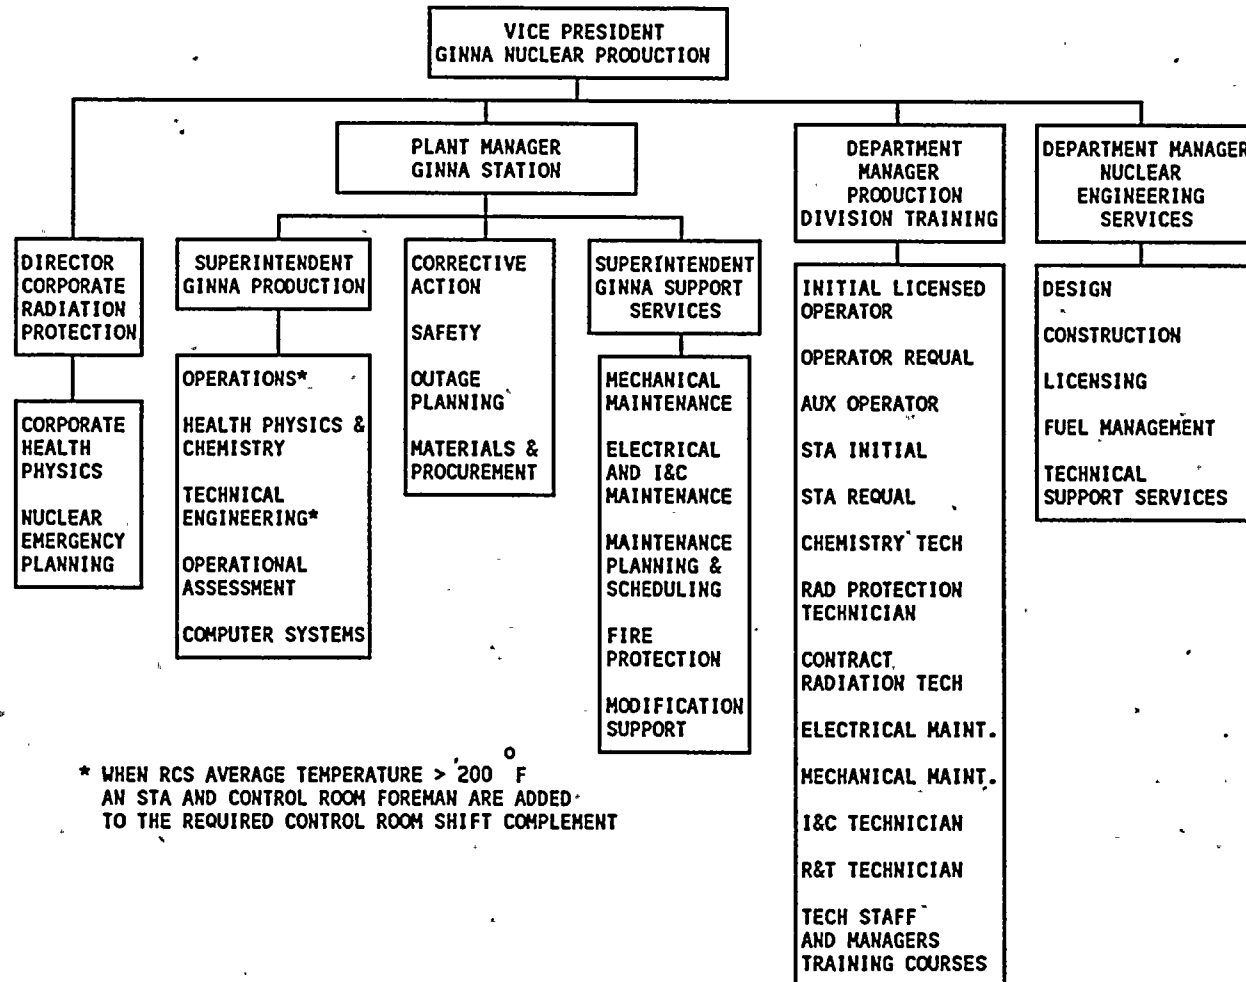 VICE PRESIDENT
GINNA NUCLEAR PRODUCTION
PLANT MANAGER
GINNA STATION
DEPARTMENT
MANAGER
PRODUCTION
DIVISION TRAINING
DEPARTMENT MANAGER
NUCLEAR
ENGINEERING
SERVICES
DIRECTOR
CORPORATE
RADIATION
PROTECTION
SUPERINTENDENT
GINNA PRODUCTION
CORRECTIVE
ACTION
SAFETY
OUTAGE
PLANNING
MATERIALS &
PROCUREMENT
SUPERINTENDENT
GINNA SUPPORT
SERVICES
CORPORATE
HEALTH
PHYSICS
NUCLEAR
EMERGENCY
PLANNING
OPERATIONS*
HEALTH PHYSICS &
CHEMISTRY
TECHNICAL
ENGINEERING*
OPERATIONAL
ASSESSMENT
COMPUTER SYSTEMS
MECHANICAL
MAINTENANCE
ELECTRICAL
AND I&C
MAINTENANCE
MAINTENANCE
PLANNING &
SCHEDULING
FIRE
PROTECTION
MODIFICATION
SUPPORT
INITIAL LICENSED
OPERATOR
OPERATOR REQUAL
AUX OPERATOR
STA INITIAL
STA REQUAL
CHEMISTRY TECH
RAD PROTECTION
TECHNICIAN
CONTRACT
RADIATION TECH
ELECTRICAL MAINT.
MECHANICAL MAINT.
I&C TECHNICIAN
R&T TECHNICIAN
TECH STAFF
AND MANAGERS
TRAINING COURSES
DESIGN
CONSTRUCTION
LICENSING
FUEL MANAGEMENT
TECHNICAL
SUPPORT SERVICES
* WHEN RCS AVERAGE TEMPERATURE > 200 °F
AN STA AND CONTROL ROOM FOREMAN ARE ADDED
TO THE REQUIRED CONTROL ROOM SHIFT COMPLEMENT